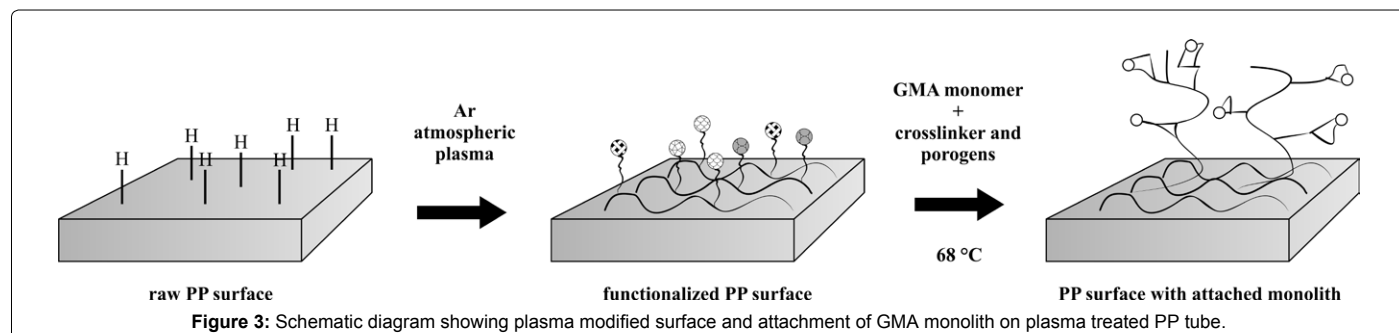 H
H
H
H
H
H
H
Ar
atmospheric
plasma
GMA monomer
+
crosslinker and
porogens
68 °C
raw PP surface
functionalized PP surface
PP surface with attached monolith
Figure 3: Schematic diagram showing plasma modified surface and attachment of GMA monolith on plasma treated PP tube.